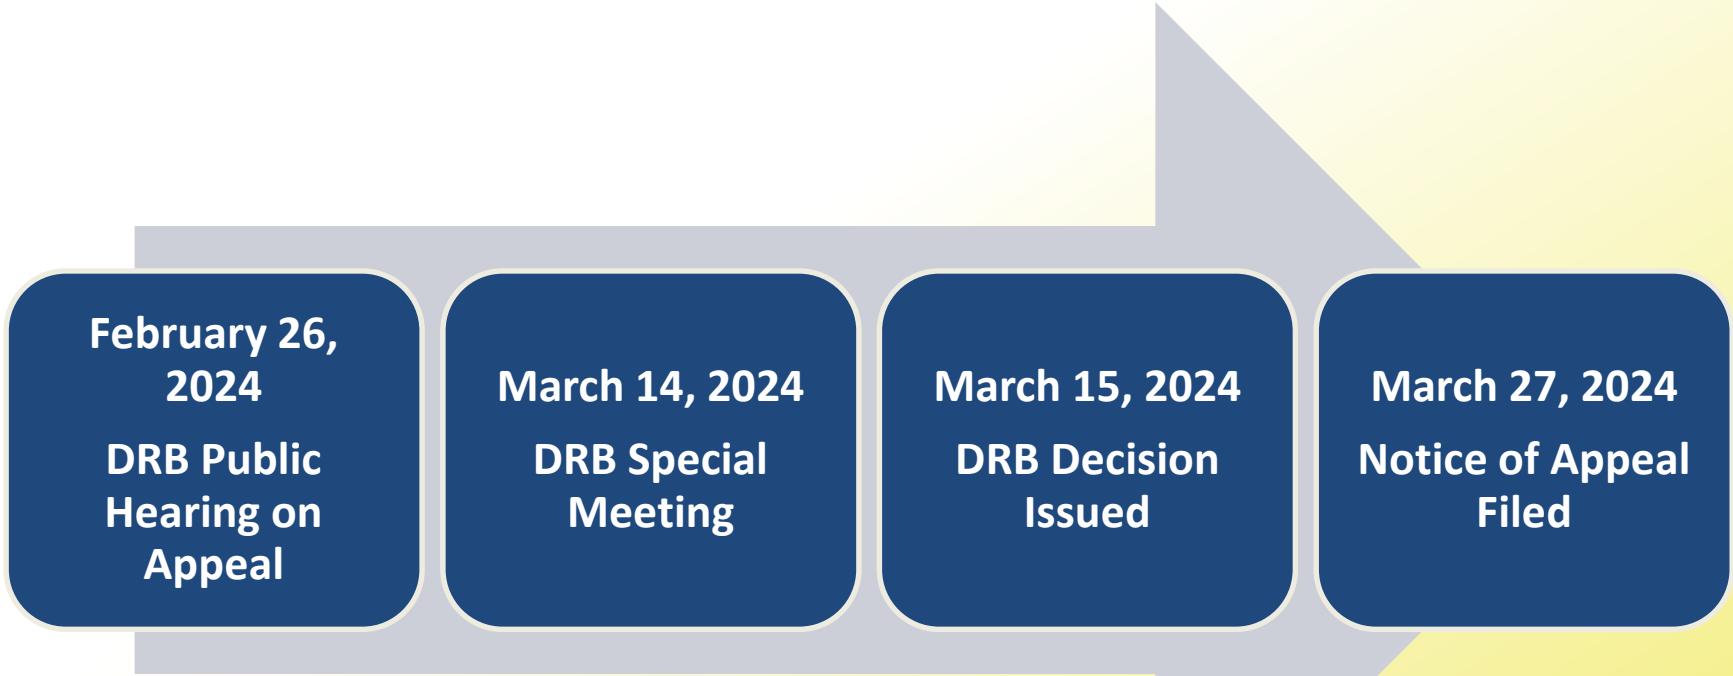 February 26,
2024
DRB Public
Hearing on
Appeal
March 14, 2024
DRB Special
Meeting
March 15, 2024
DRB Decision
Issued
March 27, 2024
Notice of Appeal
Filed